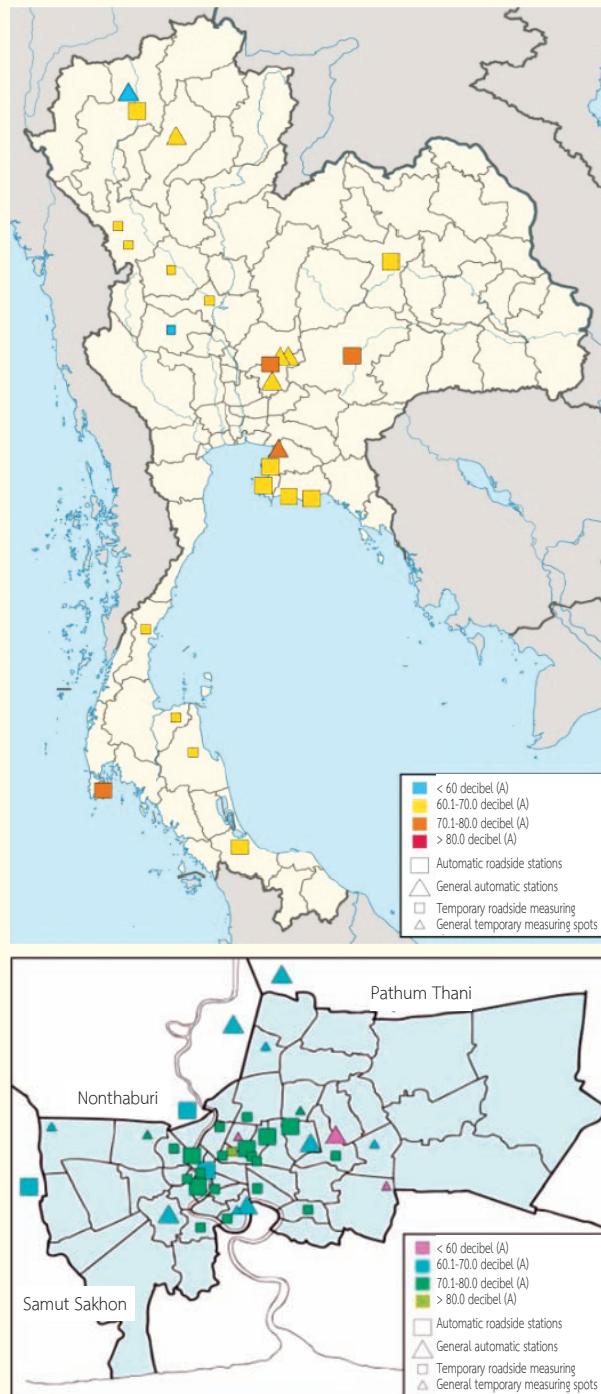 < 60 decibel (A)
60.1-70.0 decibel (A)
70.1-80.0 decibel (A)
> 80.0 decibel (A)
Automatic roadside stations
General automatic stations
Temporary roadside measuring
General temporary measuring spots
Pathum Thani
Nonthaburi
Samut Sakhon
< 60 decibel (A)
60.1-70.0 decibel (A)
70.1-80.0 decibel (A)
> 80.0 decibel (A)
Automatic roadside stations
General automatic stations
Temporary roadside measuring
General temporary measuring spots